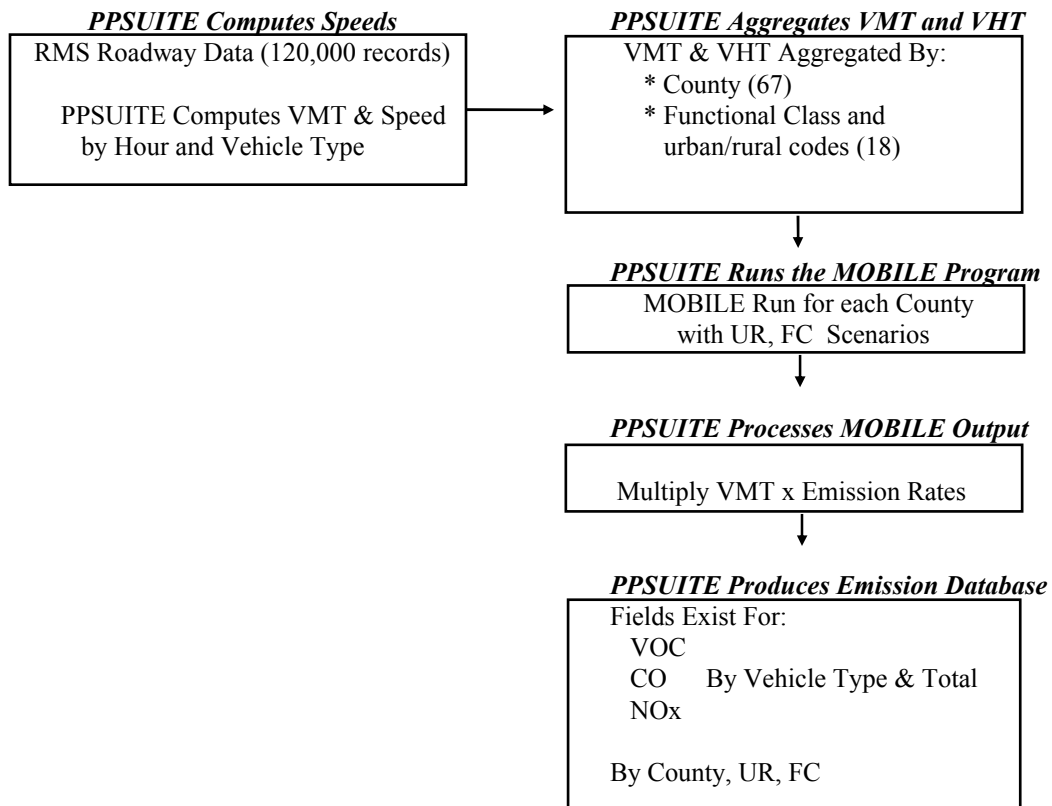 PPSUITE Computes Speeds
RMS Roadway Data (120,000 records)
PPSUITE Computes VMT & Speed
by Hour and Vehicle Type
PPSUITE Aggregates VMT and VHT
VMT & VHT Aggregated By:
* County (67)
* Functional Class and
urban/rural codes (18)
PPSUITE Runs the MOBILE Program
MOBILE Run for each County
with UR, FC Scenarios
PPSUITE Processes MOBILE Output
Multiply VMT x Emission Rates
PPSUITE Produces Emission Database
Fields Exist For:
VOC
CO By Vehicle Type & Total
NOx
By County, UR, FC